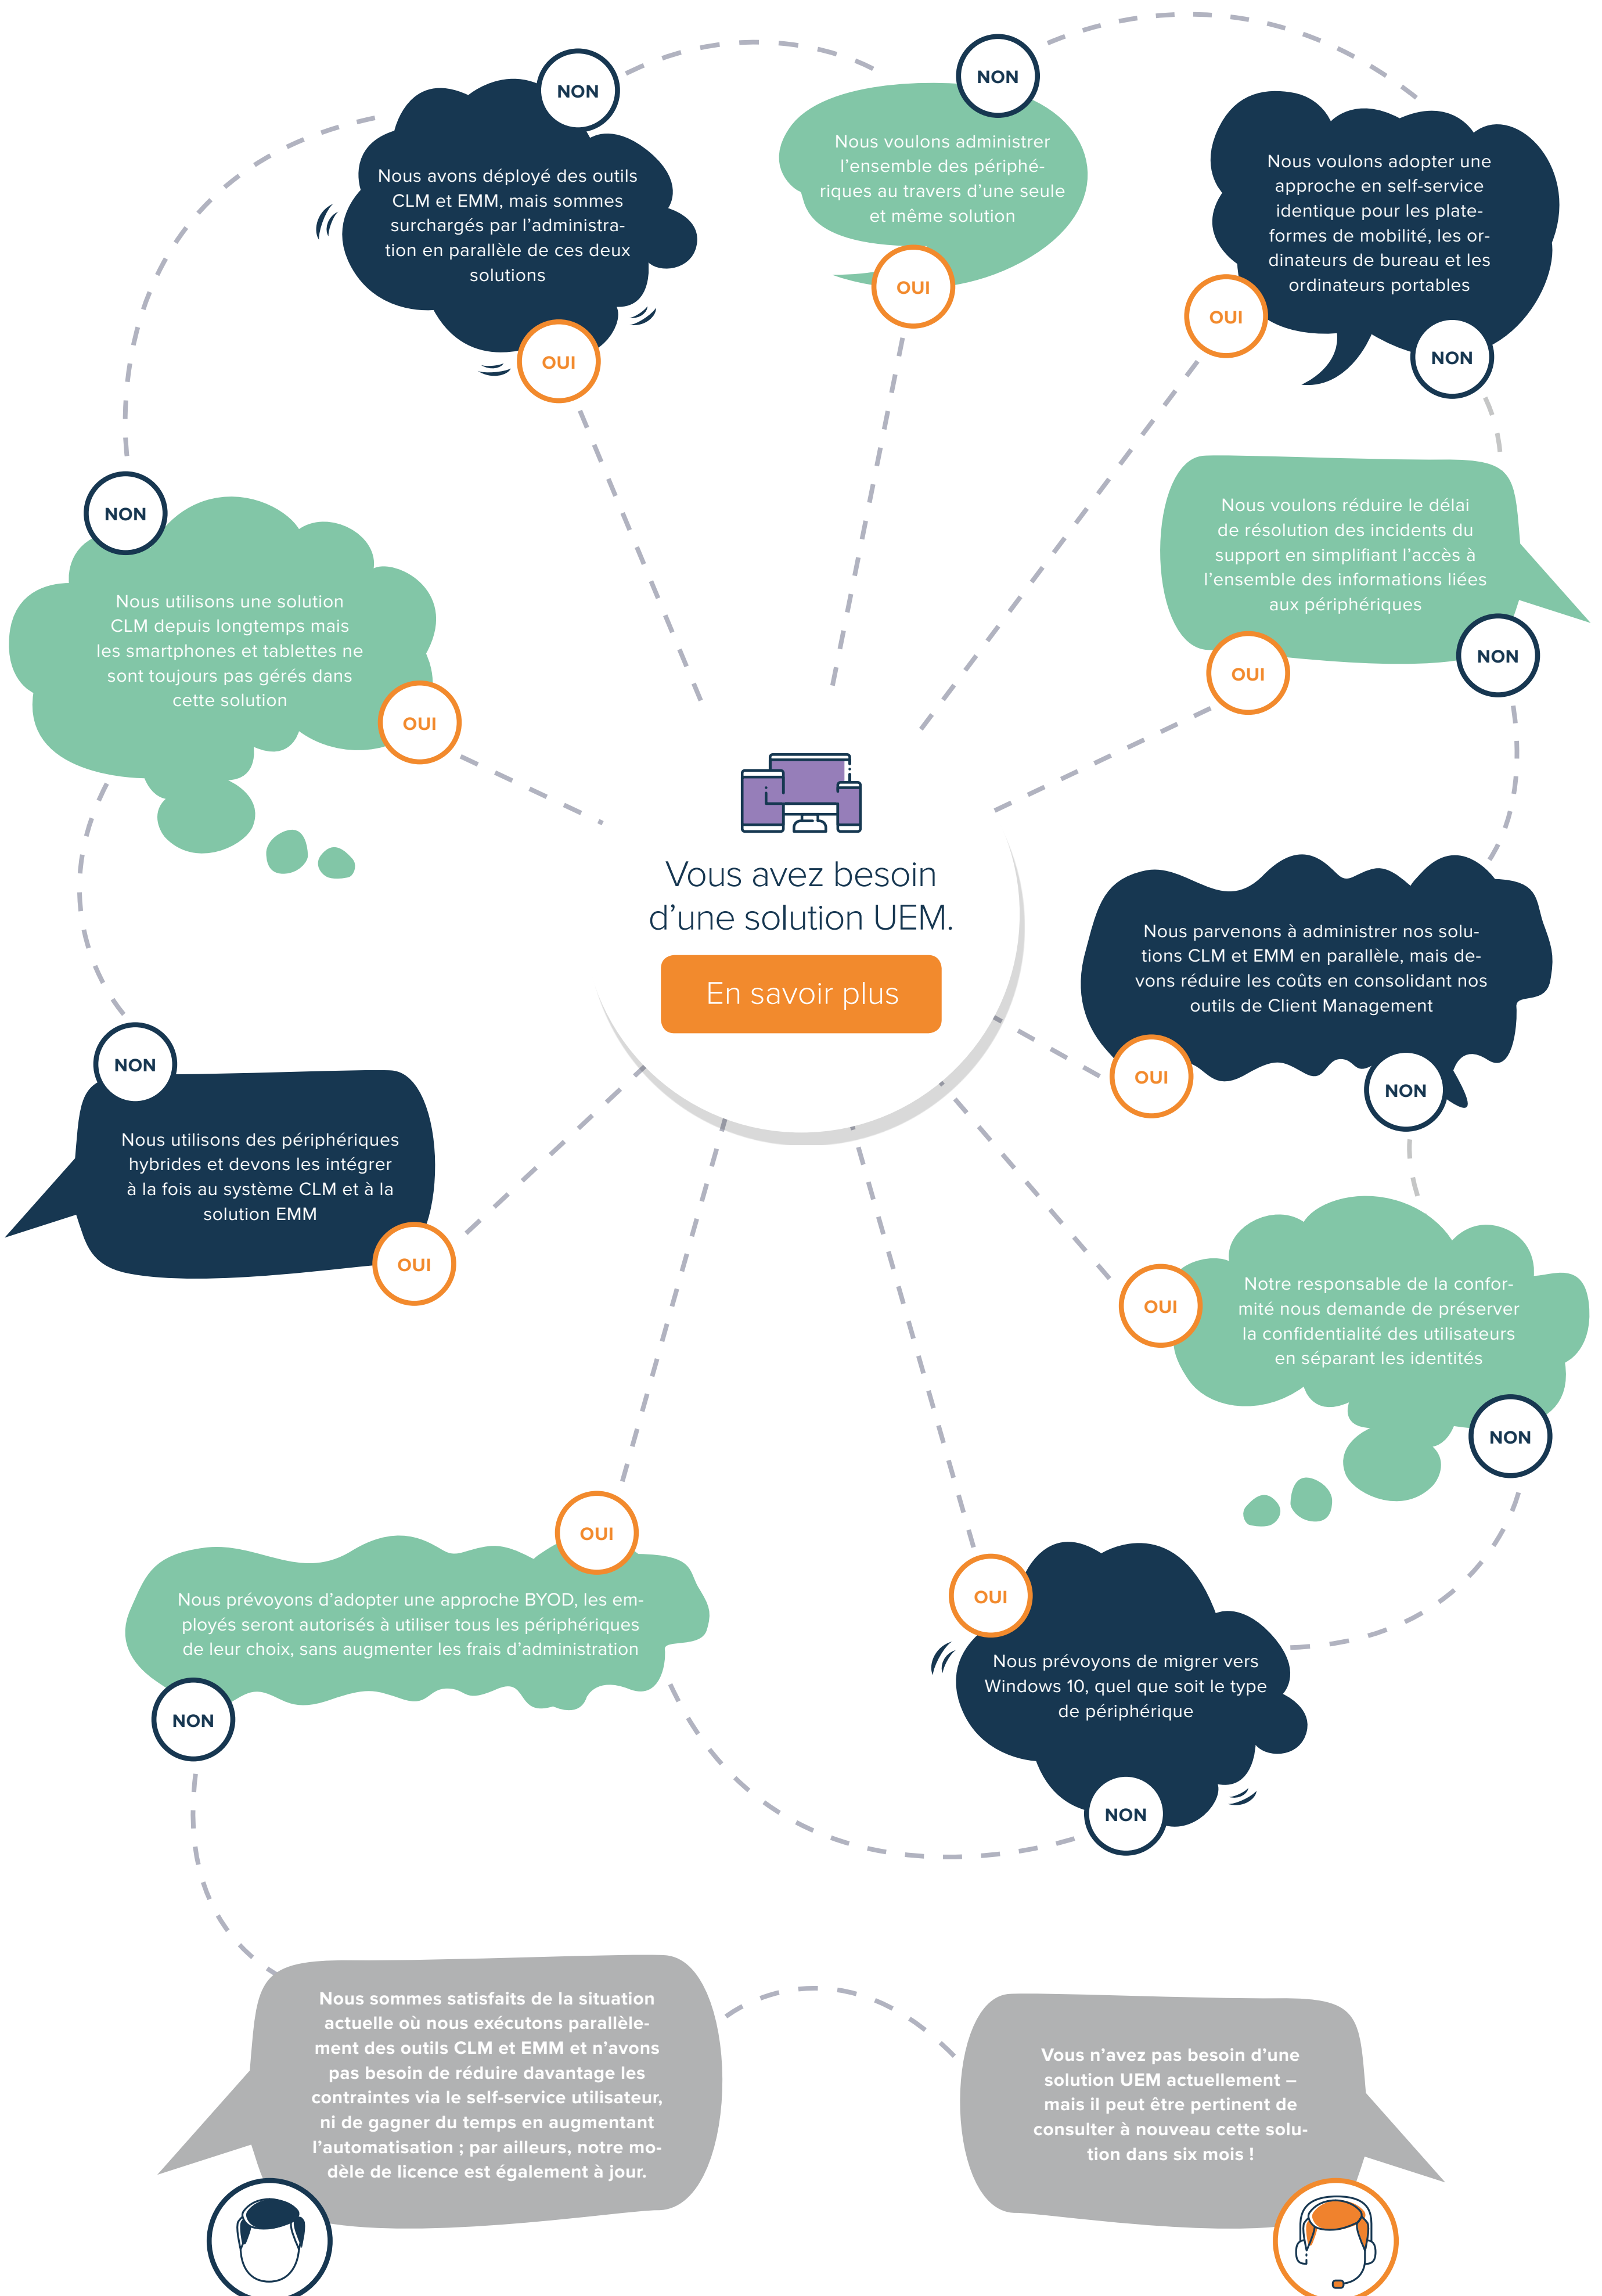 NON
Nous avons déployé des outils
CLM et EMM, mais sommes
surchargés par l’administra-
tion en parallèle de ces deux
solutions
OUI
NON
Nous voulons administrer
l’ensemble des périphé-
riques au travers d’une seule
et même solution
OUI
Nous voulons adopter une
approche en self-service
identique pour les plate-
formes de mobilité, les or-
dinateurs de bureau et les
ordinateurs portables
OUI
NON
Nous voulons réduire le délai
de résolution des incidents du
support en simplifiant l’accès à
l’ensemble des informations liées
aux périphériques
OUI
NON
NON
Nous utilisons une solution
CLM depuis longtemps mais
les smartphones et tablettes ne
sont toujours pas gérés dans
cette solution
OUI
Vous avez besoin
d’une solution UEM.
En savoir plus
Nous parvenons à administrer nos solu-
tions CLM et EMM en parallèle, mais de-
vons réduire les coûts en consolidant nos
outils de Client Management
OUI
NON
NON
Nous utilisons des périphériques
hybrides et devons les intégrer
à la fois au système CLM et à la
solution EMM
OUI
Notre responsable de la confor-
mité nous demande de préserver
la confidentialité des utilisateurs
en séparant les identités
OUI
NON
OUI
Nous prévoyons d’adopter une approche BYOD, les em-
ployés seront autorisés à utiliser tous les périphériques
de leur choix, sans augmenter les frais d’administration
NON
OUI
Nous prévoyons de migrer vers
Windows 10, quel que soit le type
de périphérique
NON
Nous sommes satisfaits de la situation
actuelle où nous exécutons parallèle-
ment des outils CLM et EMM et n’avons
pas besoin de réduire davantage les
contraintes via le self-service utilisateur,
ni de gagner du temps en augmentant
l’automatisation ; par ailleurs, notre mo-
dèle de licence est également à jour.
Vous n’avez pas besoin d’une
solution UEM actuellement –
mais il peut être pertinent de
consulter à nouveau cette solu-
tion dans six mois !